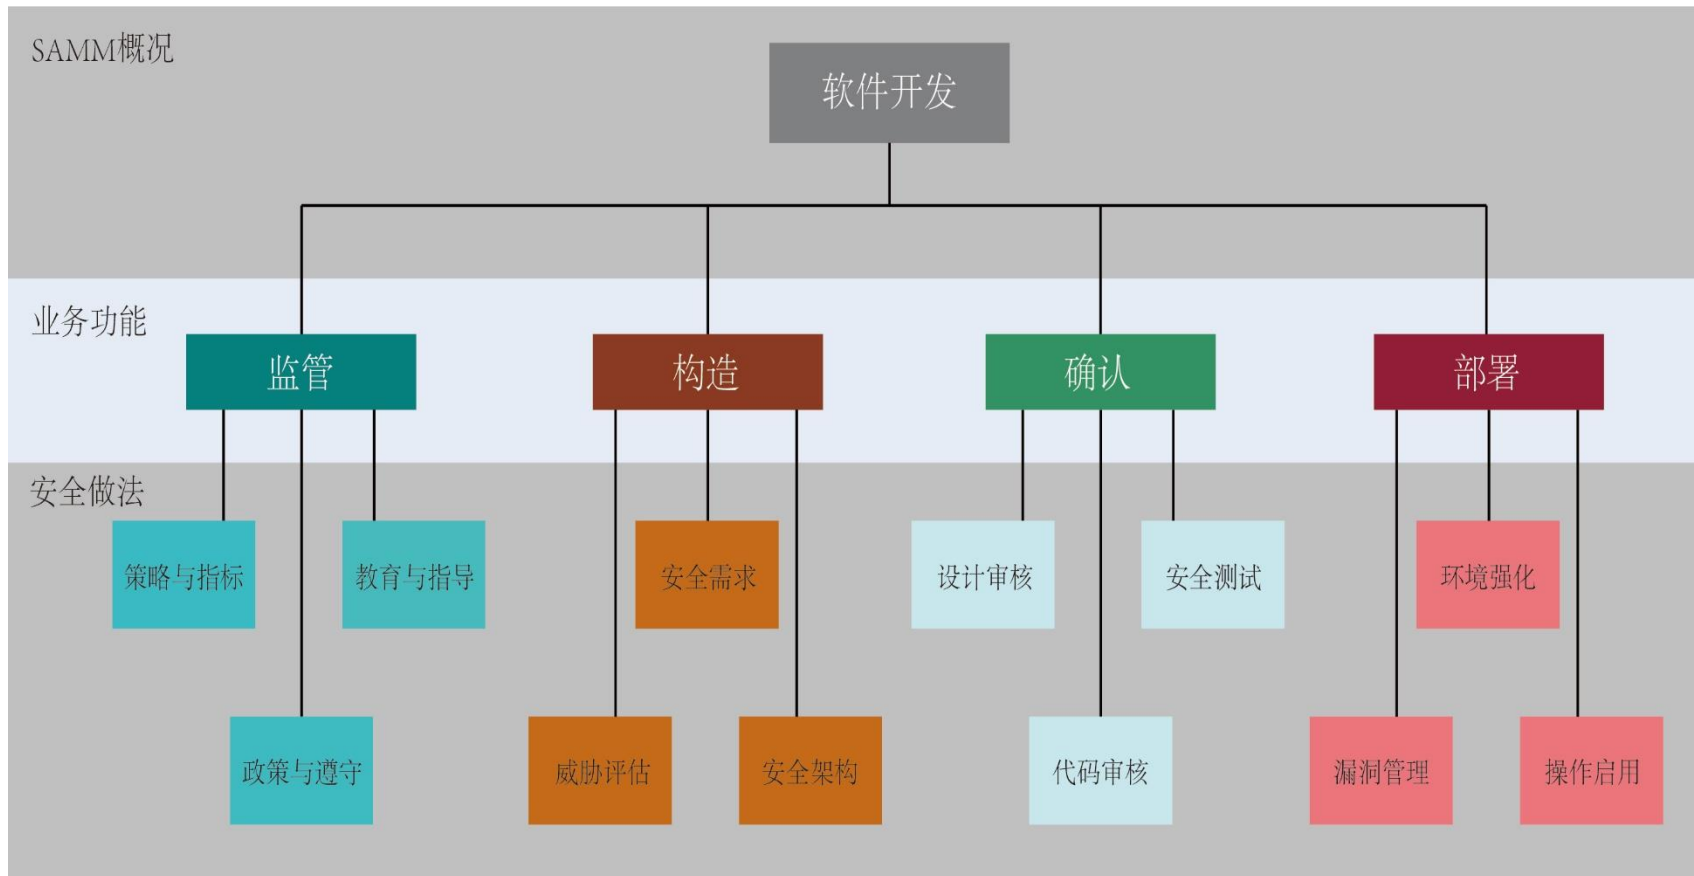 SAMM概况
软件开发
业务功能
监管
构造
确认
部署
安全做法
策略与指标
教育与指导
安全需求
设计审核
安全测试
环境强化
政策与遵守
威胁评估
安全架构
代码审核
漏洞管理
操作启用